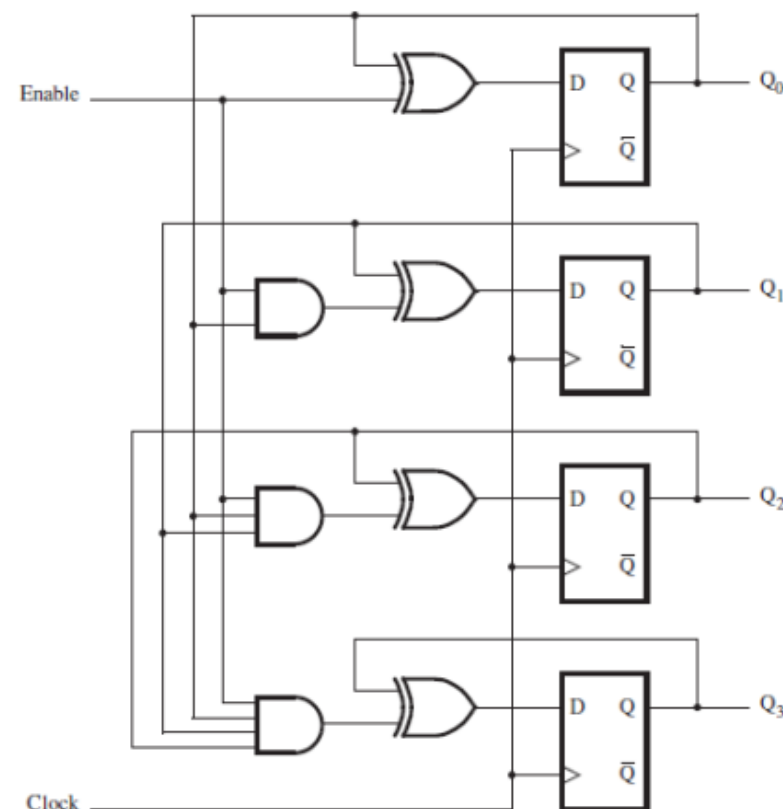 Enable
D Q Q0
Q̅
D Q Q1
Q̅
D Q Q2
Q̅
D Q Q3
Q̅
Clock